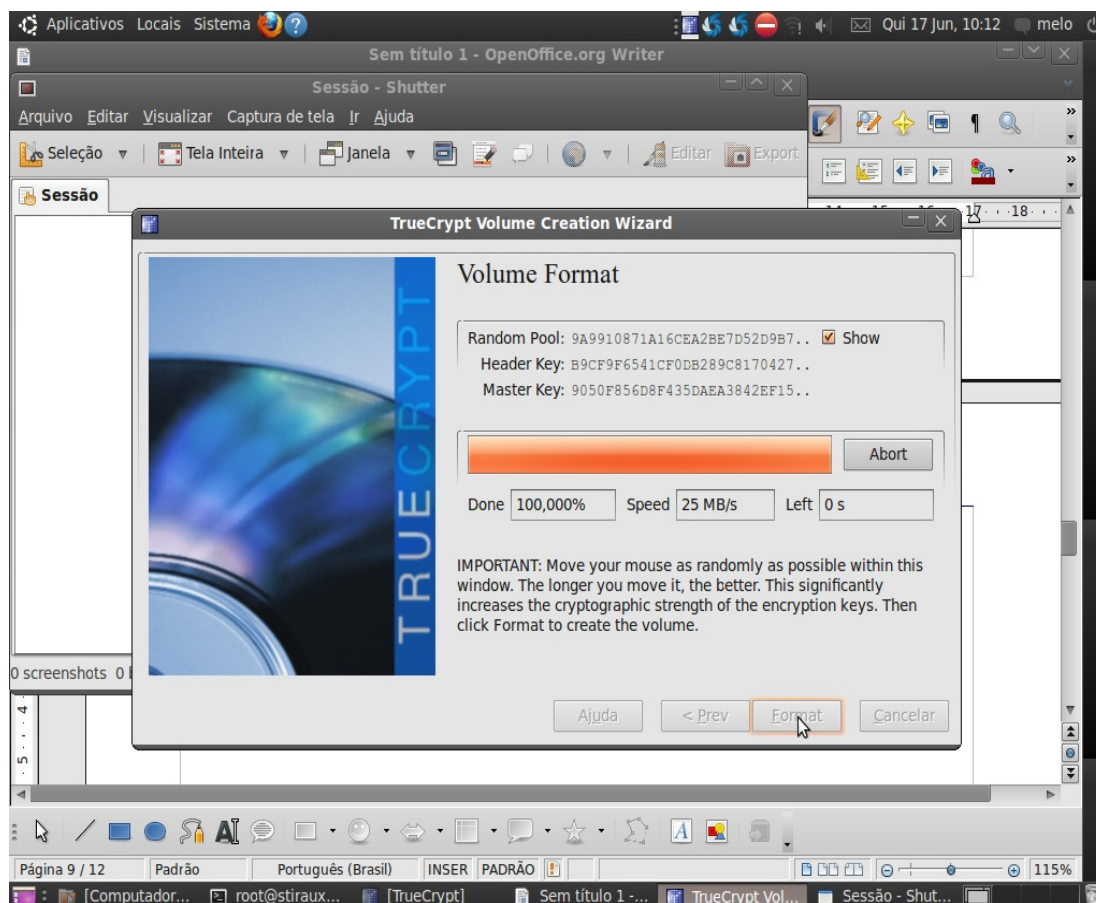 Aplicativos Locais Sistema Qui 17 Jun, 10:12 melo
Sem título 1 - OpenOffice.org Writer
Sessão - Shutter
Arquivo Editar Visualizar Captura de tela Ir Ajuda
Seleção Tela Inteira Janela Editar Export
Sessão
17 18
TrueCrypt Volume Creation Wizard
TRUECRYPT
Volume Format
Random Pool: 9A9910871A16CEA2BE7D52D9B7.. Show
Header Key: B9CF9F6541CF0DB289C8170427..
Master Key: 9050F856D8F435DAEA3842EF15..
Abort
Done 100,000% Speed 25 MB/s Left 0 s
IMPORTANT: Move your mouse as randomly as possible within this
window. The longer you move it, the better. This significantly
increases the cryptographic strength of the encryption keys. Then
click Format to create the volume.
0 screenshots 0
Ajuda < Prev Format Cancelar
4
5
Página 9 / 12 Padrão Português (Brasil) INSER PADRÃO 115%
[Computador... root@stiraux... [TrueCrypt] Sem título 1 -... TrueCrypt Vol... Sessão - Shut...